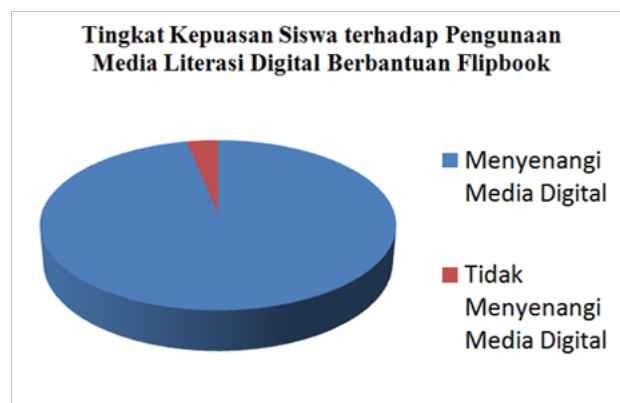 Tingkat Kepuasan Siswa terhadap Pengunaan
Media Literasi Digital Berbantuan Flipbook
Menyenangi
Media Digital
Tidak
Menyenangi
Media Digital